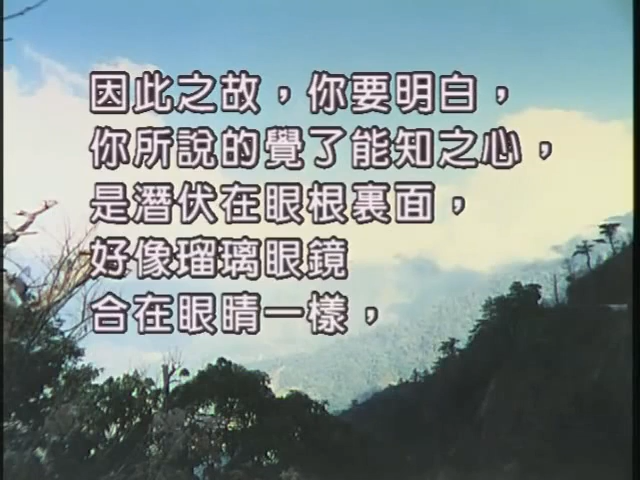 因此之故，你要明白，
你所說的覺了能知之心，
是潛伏在眼根裏面，
好像瑠璃眼鏡
合在眼睛一樣，